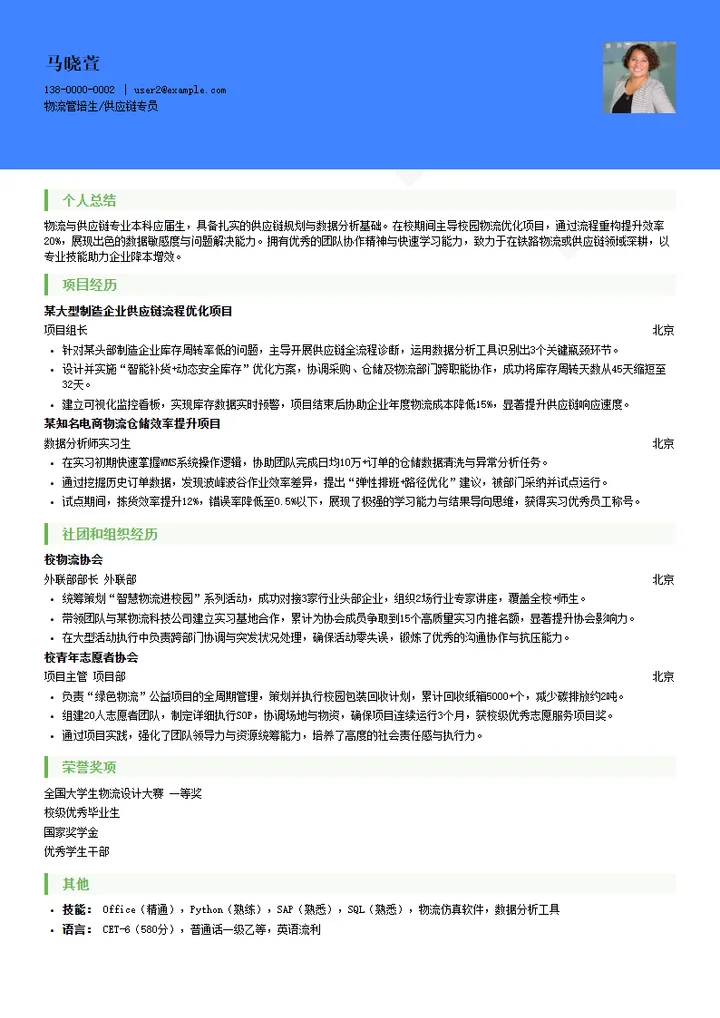 马晓萱
138-0000-0002 | user2@example.com
物流管培生/供应链专员
个人总结
物流与供应链专业本科应届生，具备扎实的供应链规划与数据分析基础。在校期间主导校园物流优化项目，通过流程重构提升效率
20%，展现出色的数据敏感度与问题解决能力。拥有优秀的团队协作精神与快速学习能力，致力于在铁路物流或供应链领域深耕，以
专业技能助力企业降本增效。
项目经历
某大型制造企业供应链流程优化项目
项目组长 北京
• 针对某头部制造企业库存周转率低的问题，主导开展供应链全流程诊断，运用数据分析工具识别出3个关键瓶颈环节。
• 设计并实施“智能补货+动态安全库存”优化方案，协调采购、仓储及物流部门跨职能协作，成功将库存周转天数从45天缩短至
32天。
• 建立可视化监控看板，实现库存数据实时预警，项目结束后协助企业年度物流成本降低15%，显著提升供应链响应速度。
某知名电商物流仓储效率提升项目
数据分析师实习生 北京
• 在实习初期快速掌握WMS系统操作逻辑，协助团队完成日均10万+订单的仓储数据清洗与异常分析任务。
• 通过挖掘历史订单数据，发现波峰波谷作业效率差异，提出“弹性排班+路径优化”建议，被部门采纳并试点运行。
• 试点期间，拣货效率提升12%，错误率降低至0.5%以下，展现了极强的学习能力与结果导向思维，获得实习优秀员工称号。
社团和组织经历
校物流协会
外联部部长 外联部 北京
• 统筹策划“智慧物流进校园”系列活动，成功对接3家行业头部企业，组织2场行业专家讲座，覆盖全校+师生。
• 带领团队与某物流科技公司建立实习基地合作，累计为协会成员争取到15个高质量实习内推名额，显著提升协会影响力。
• 在大型活动执行中负责跨部门协调与突发状况处理，确保活动零失误，锻炼了优秀的沟通协作与抗压能力。
校青年志愿者协会
项目主管 项目部 北京
• 负责“绿色物流”公益项目的全周期管理，策划并执行校园包装回收计划，累计回收纸箱5000+个，减少碳排放约2吨。
• 组建20人志愿者团队，制定详细执行SOP，协调场地与物资，确保项目连续运行3个月，获校级优秀志愿服务项目奖。
• 通过项目实践，强化了团队领导力与资源统筹能力，培养了高度的社会责任感与执行力。
荣誉奖项
全国大学生物流设计大赛 一等奖
校级优秀毕业生
国家奖学金
优秀学生干部
其他
• 技能： Office（精通），Python（熟练），SAP（熟悉），SQL（熟悉），物流仿真软件，数据分析工具
• 语言： CET-6（580分），普通话一级乙等，英语流利